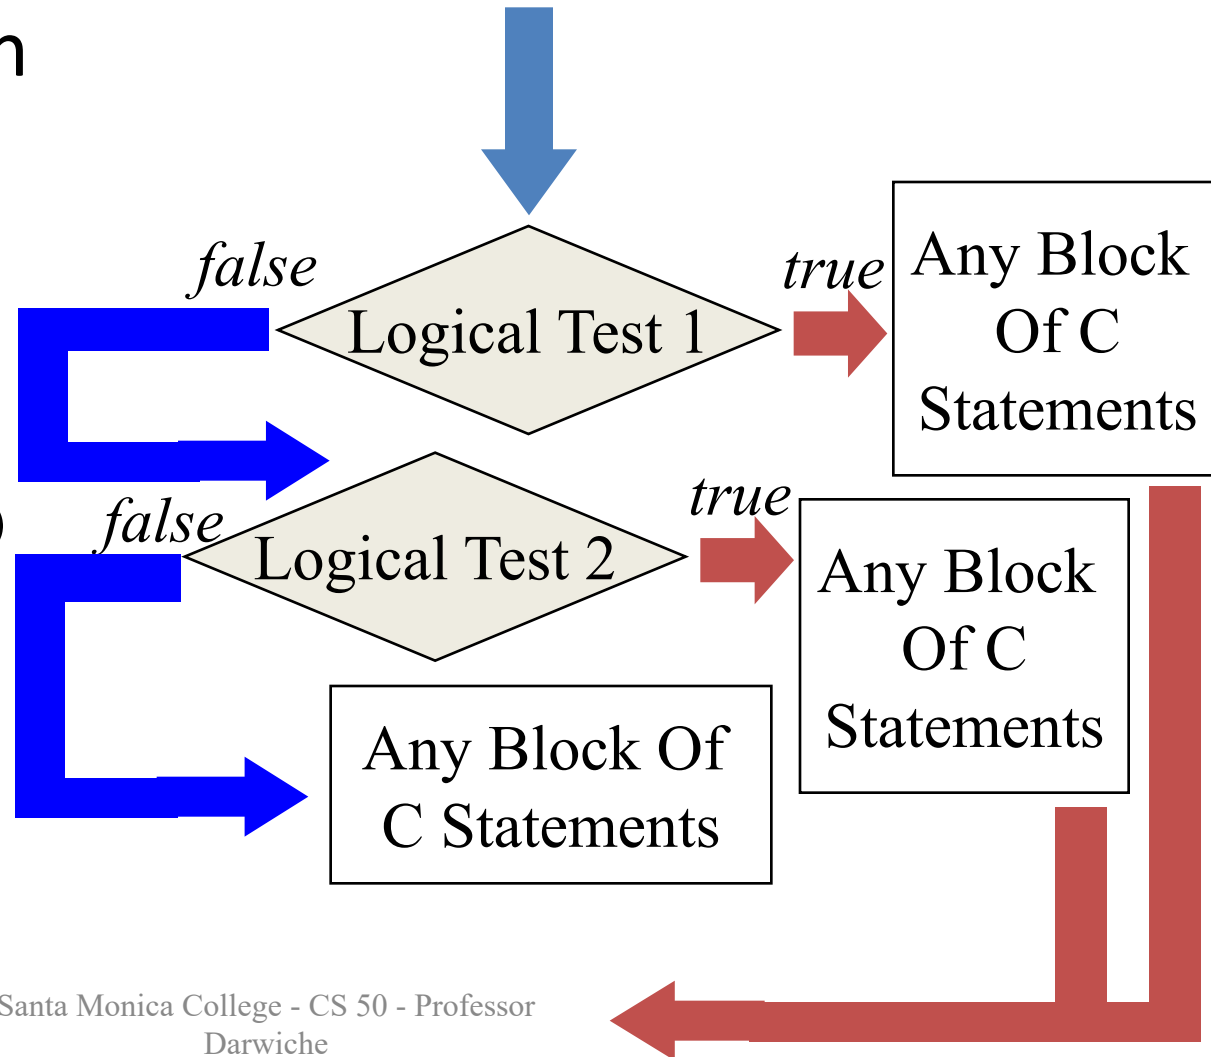 false
true
Logical Test 1
Any Block
Of C
Statements
false
true
Logical Test 2
Any Block
Of C
Statements
Any Block Of
C Statements
Santa Monica College - CS 50 - Professor
Darwiche